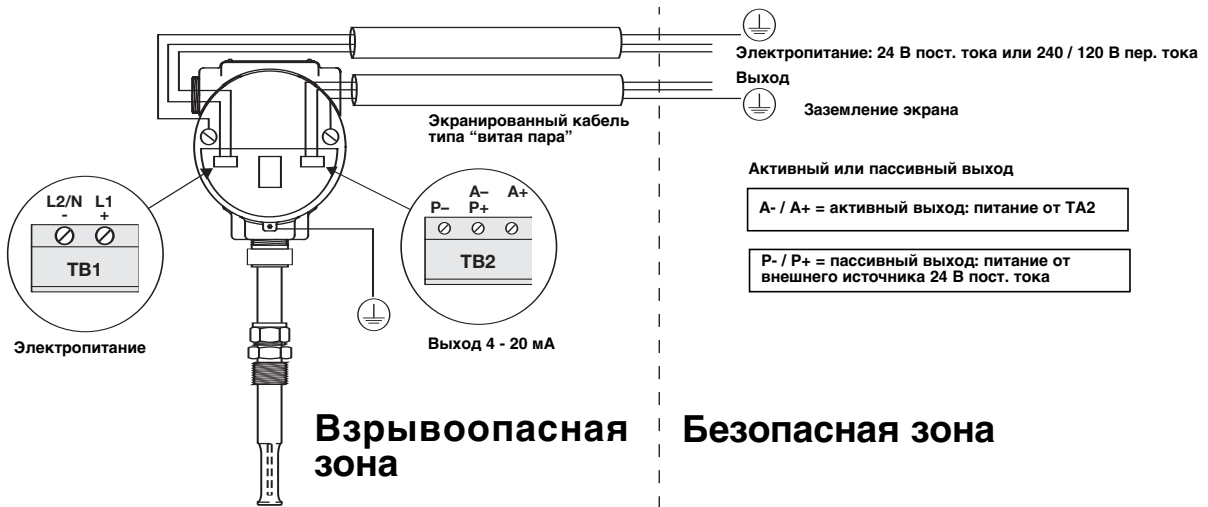 Электропитание: 24 В пост. тока или 240 / 120 В пер. тока
Выход
Заземление экрана
Экранированный кабель
типа “витая пара”
Активный или пассивный выход
A- / A+ = активный выход: питание от TA2
P- / P+ = пассивный выход: питание от
внешнего источника 24 В пост. тока
L2/N L1
- +
TB1
Электропитание
A– A+
P– P+
TB2
Выход 4 - 20 мА
Взрывоопасная
зона
Безопасная зона